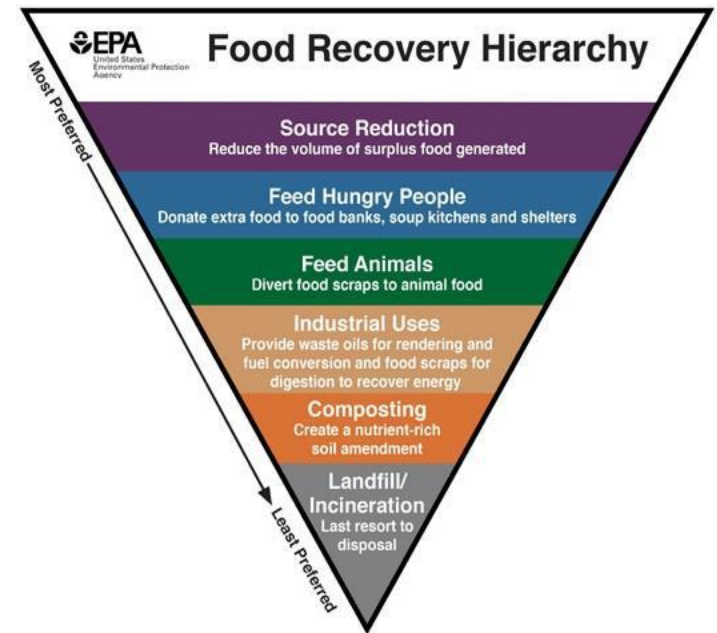 EPA
United States
Environmental Protection
Agency
Food Recovery Hierarchy
Most Preferred
Source Reduction
Reduce the volume of surplus food generated
Feed Hungry People
Donate extra food to food banks, soup kitchens and shelters
Feed Animals
Divert food scraps to animal food
Industrial Uses
Provide waste oils for rendering and
fuel conversion and food scraps for
digestion to recover energy
Composting
Create a nutrient-rich
soil amendment
Landfill/
Incineration
Last resort to
disposal
Least Preferred